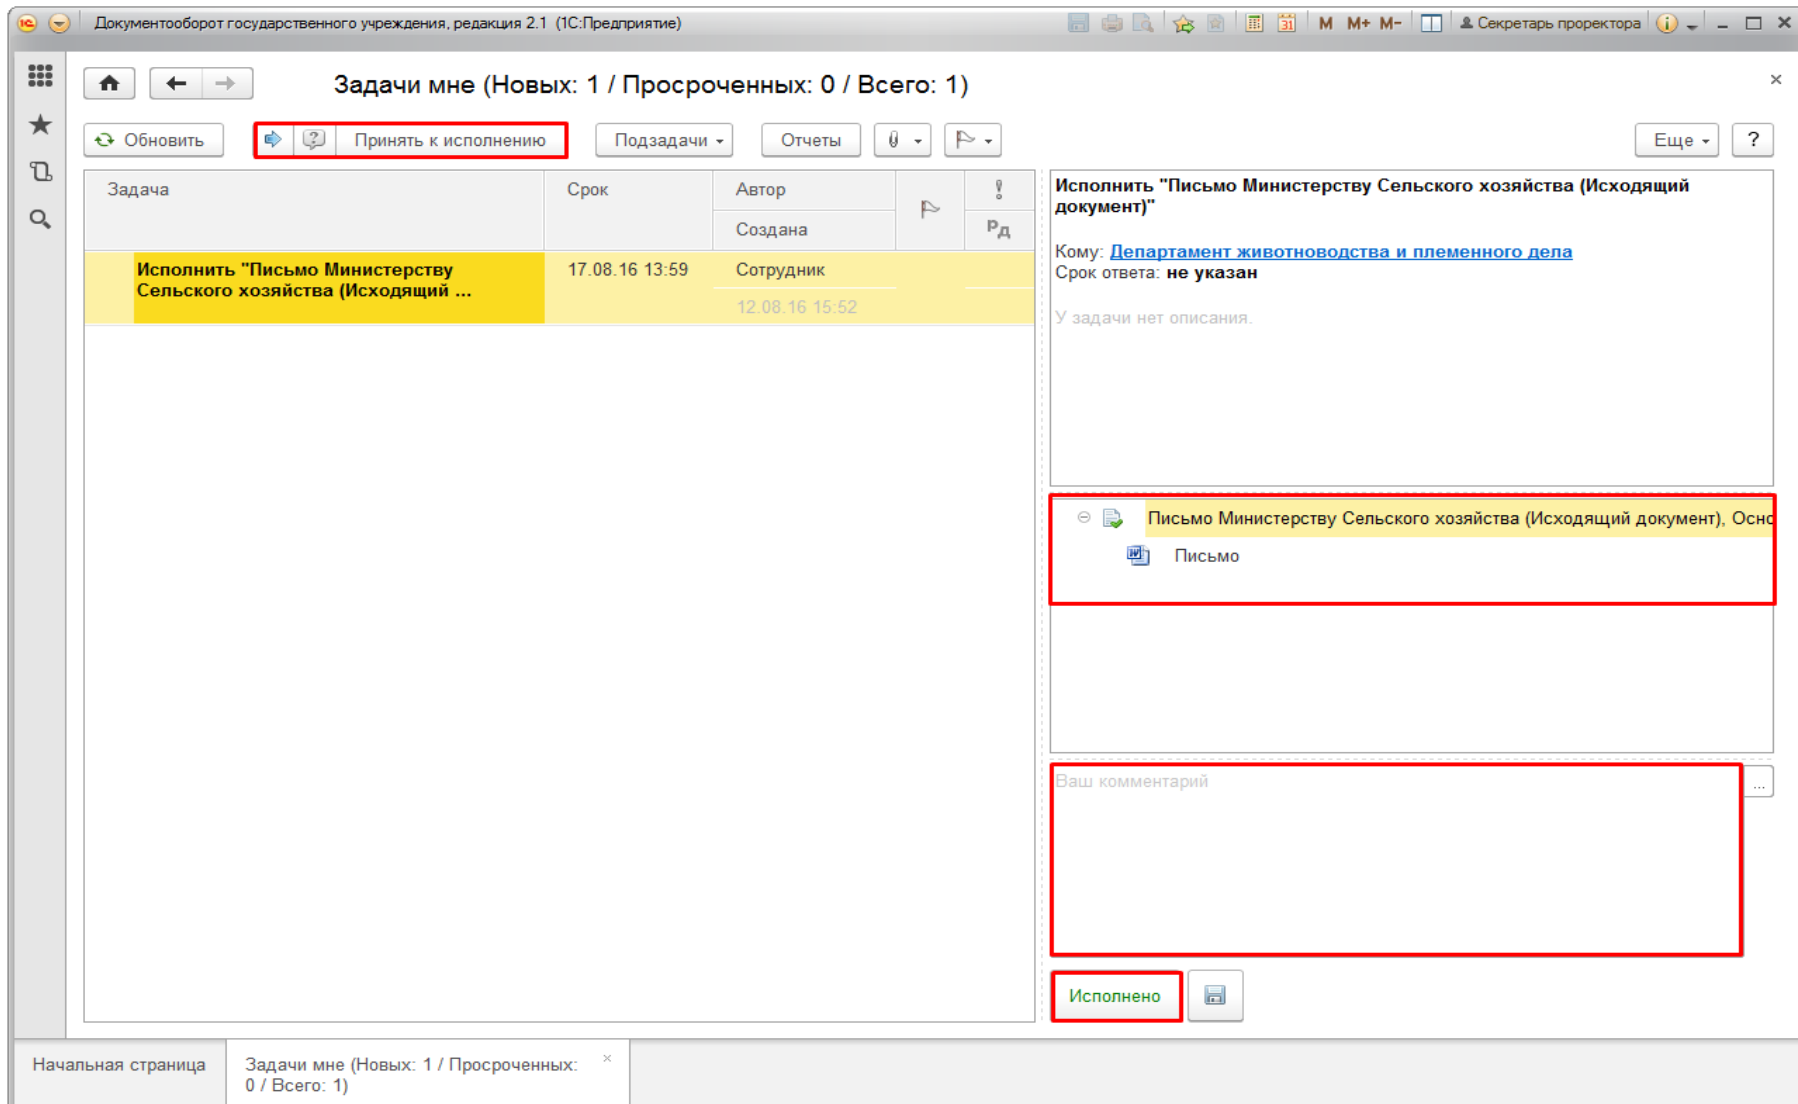 Документооборот государственного учреждения, редакция 2.1 (1С:Предприятие)
M M+ M-
Секретарь проректора
Задачи мне (Новых: 1 / Просроченных: 0 / Всего: 1)
Обновить
Принять к исполнению
Подзадачи
Отчеты
Еще
?
Задача
Срок
Автор
Создана
Рд
Исполнить "Письмо Министерству
Сельского хозяйства (Исходящий ...
17.08.16 13:59
Сотрудник
12.08.16 15:52
Исполнить "Письмо Министерству Сельского хозяйства (Исходящий
документ)"
Кому: Департамент животноводства и племенного дела
Срок ответа: не указан
У задачи нет описания.
Письмо Министерству Сельского хозяйства (Исходящий документ), Осно
Письмо
Ваш комментарий
...
Исполнено
Начальная страница
Задачи мне (Новых: 1 / Просроченных:
0 / Всего: 1)